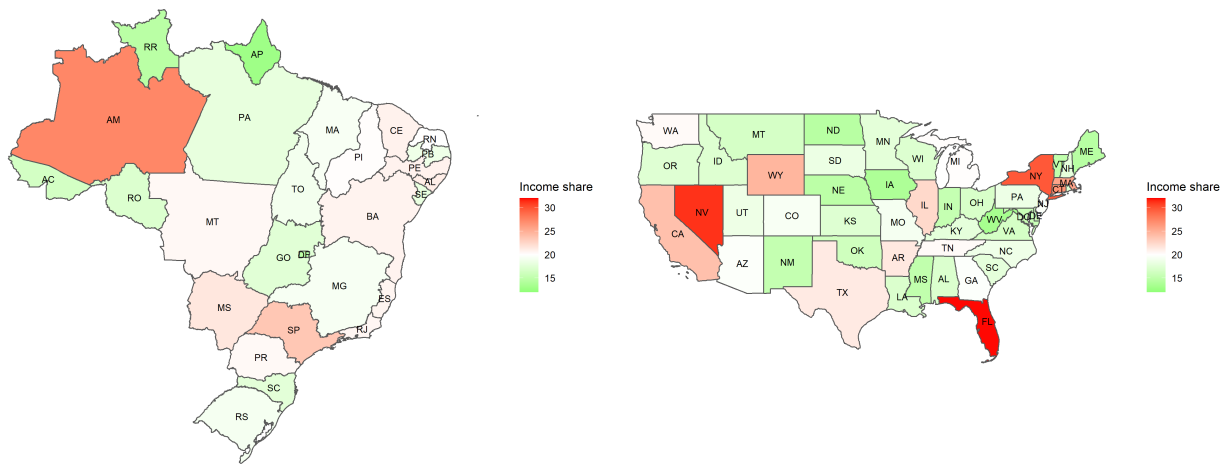 RR
AP
AM
PA
MA
CE
RN
PI
PB
PE
AC
AL
RO
TO
SE
MT
BA
GO
DF
MG
MS
ES
SP
RJ
PR
SC
RS
Income share
30
25
20
15
WA
MT
ND
MN
ME
VT
NH
OR
ID
SD
WI
MI
NY
MA
WY
CT
NE
IA
PA
NJ
NV
UT
CO
IL
IN
OH
DE
CA
KS
MO
WV
KY
VA
AZ
NM
OK
AR
TN
NC
TX
LA
MS
AL
GA
SC
FL
Income share
30
25
20
15